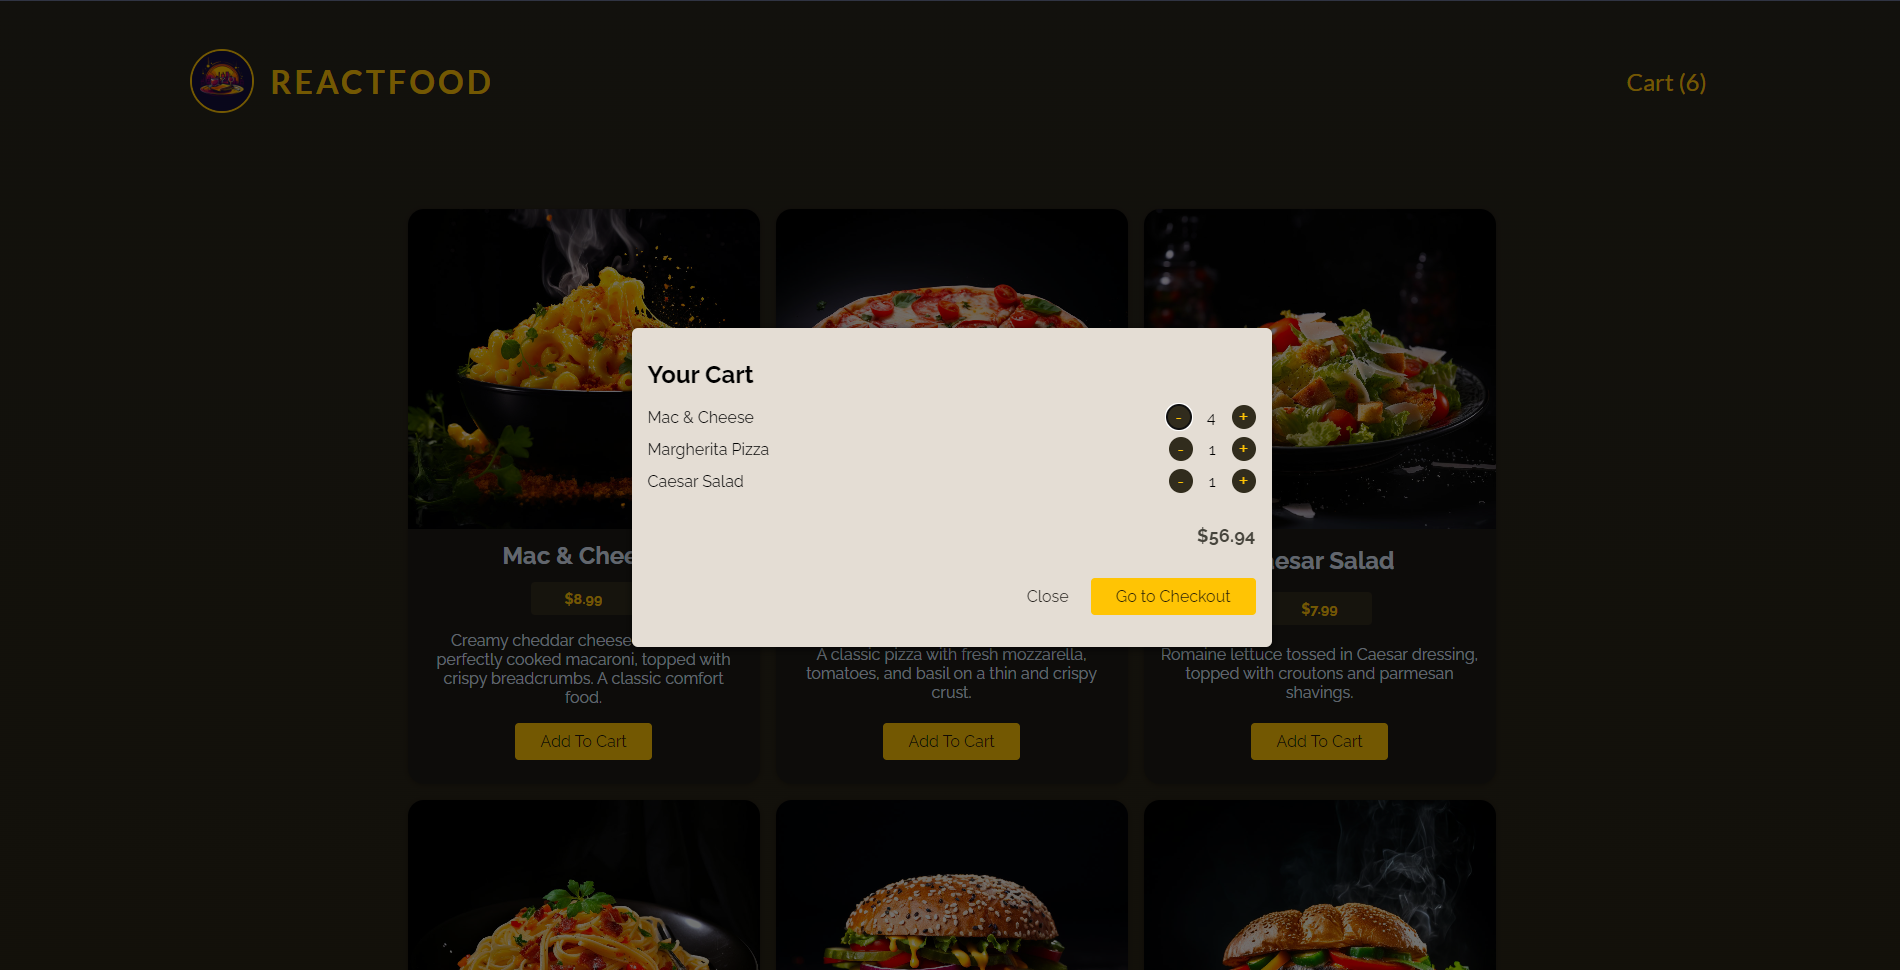 REACTFOOD
Cart (6)
Your Cart
Mac & Cheese
- 4 +
Margherita Pizza
- 1 +
Caesar Salad
- 1 +
$56.94
Close
Go to Checkout
Mac & Chee
$8.99
Creamy cheddar cheese
perfectly cooked macaroni, topped with
crispy breadcrumbs. A classic comfort
food.
Add To Cart
A classic pizza with fresh mozzarella,
tomatoes, and basil on a thin and crispy
crust.
Add To Cart
esar Salad
$7.99
Romaine lettuce tossed in Caesar dressing,
topped with croutons and parmesan
shavings.
Add To Cart